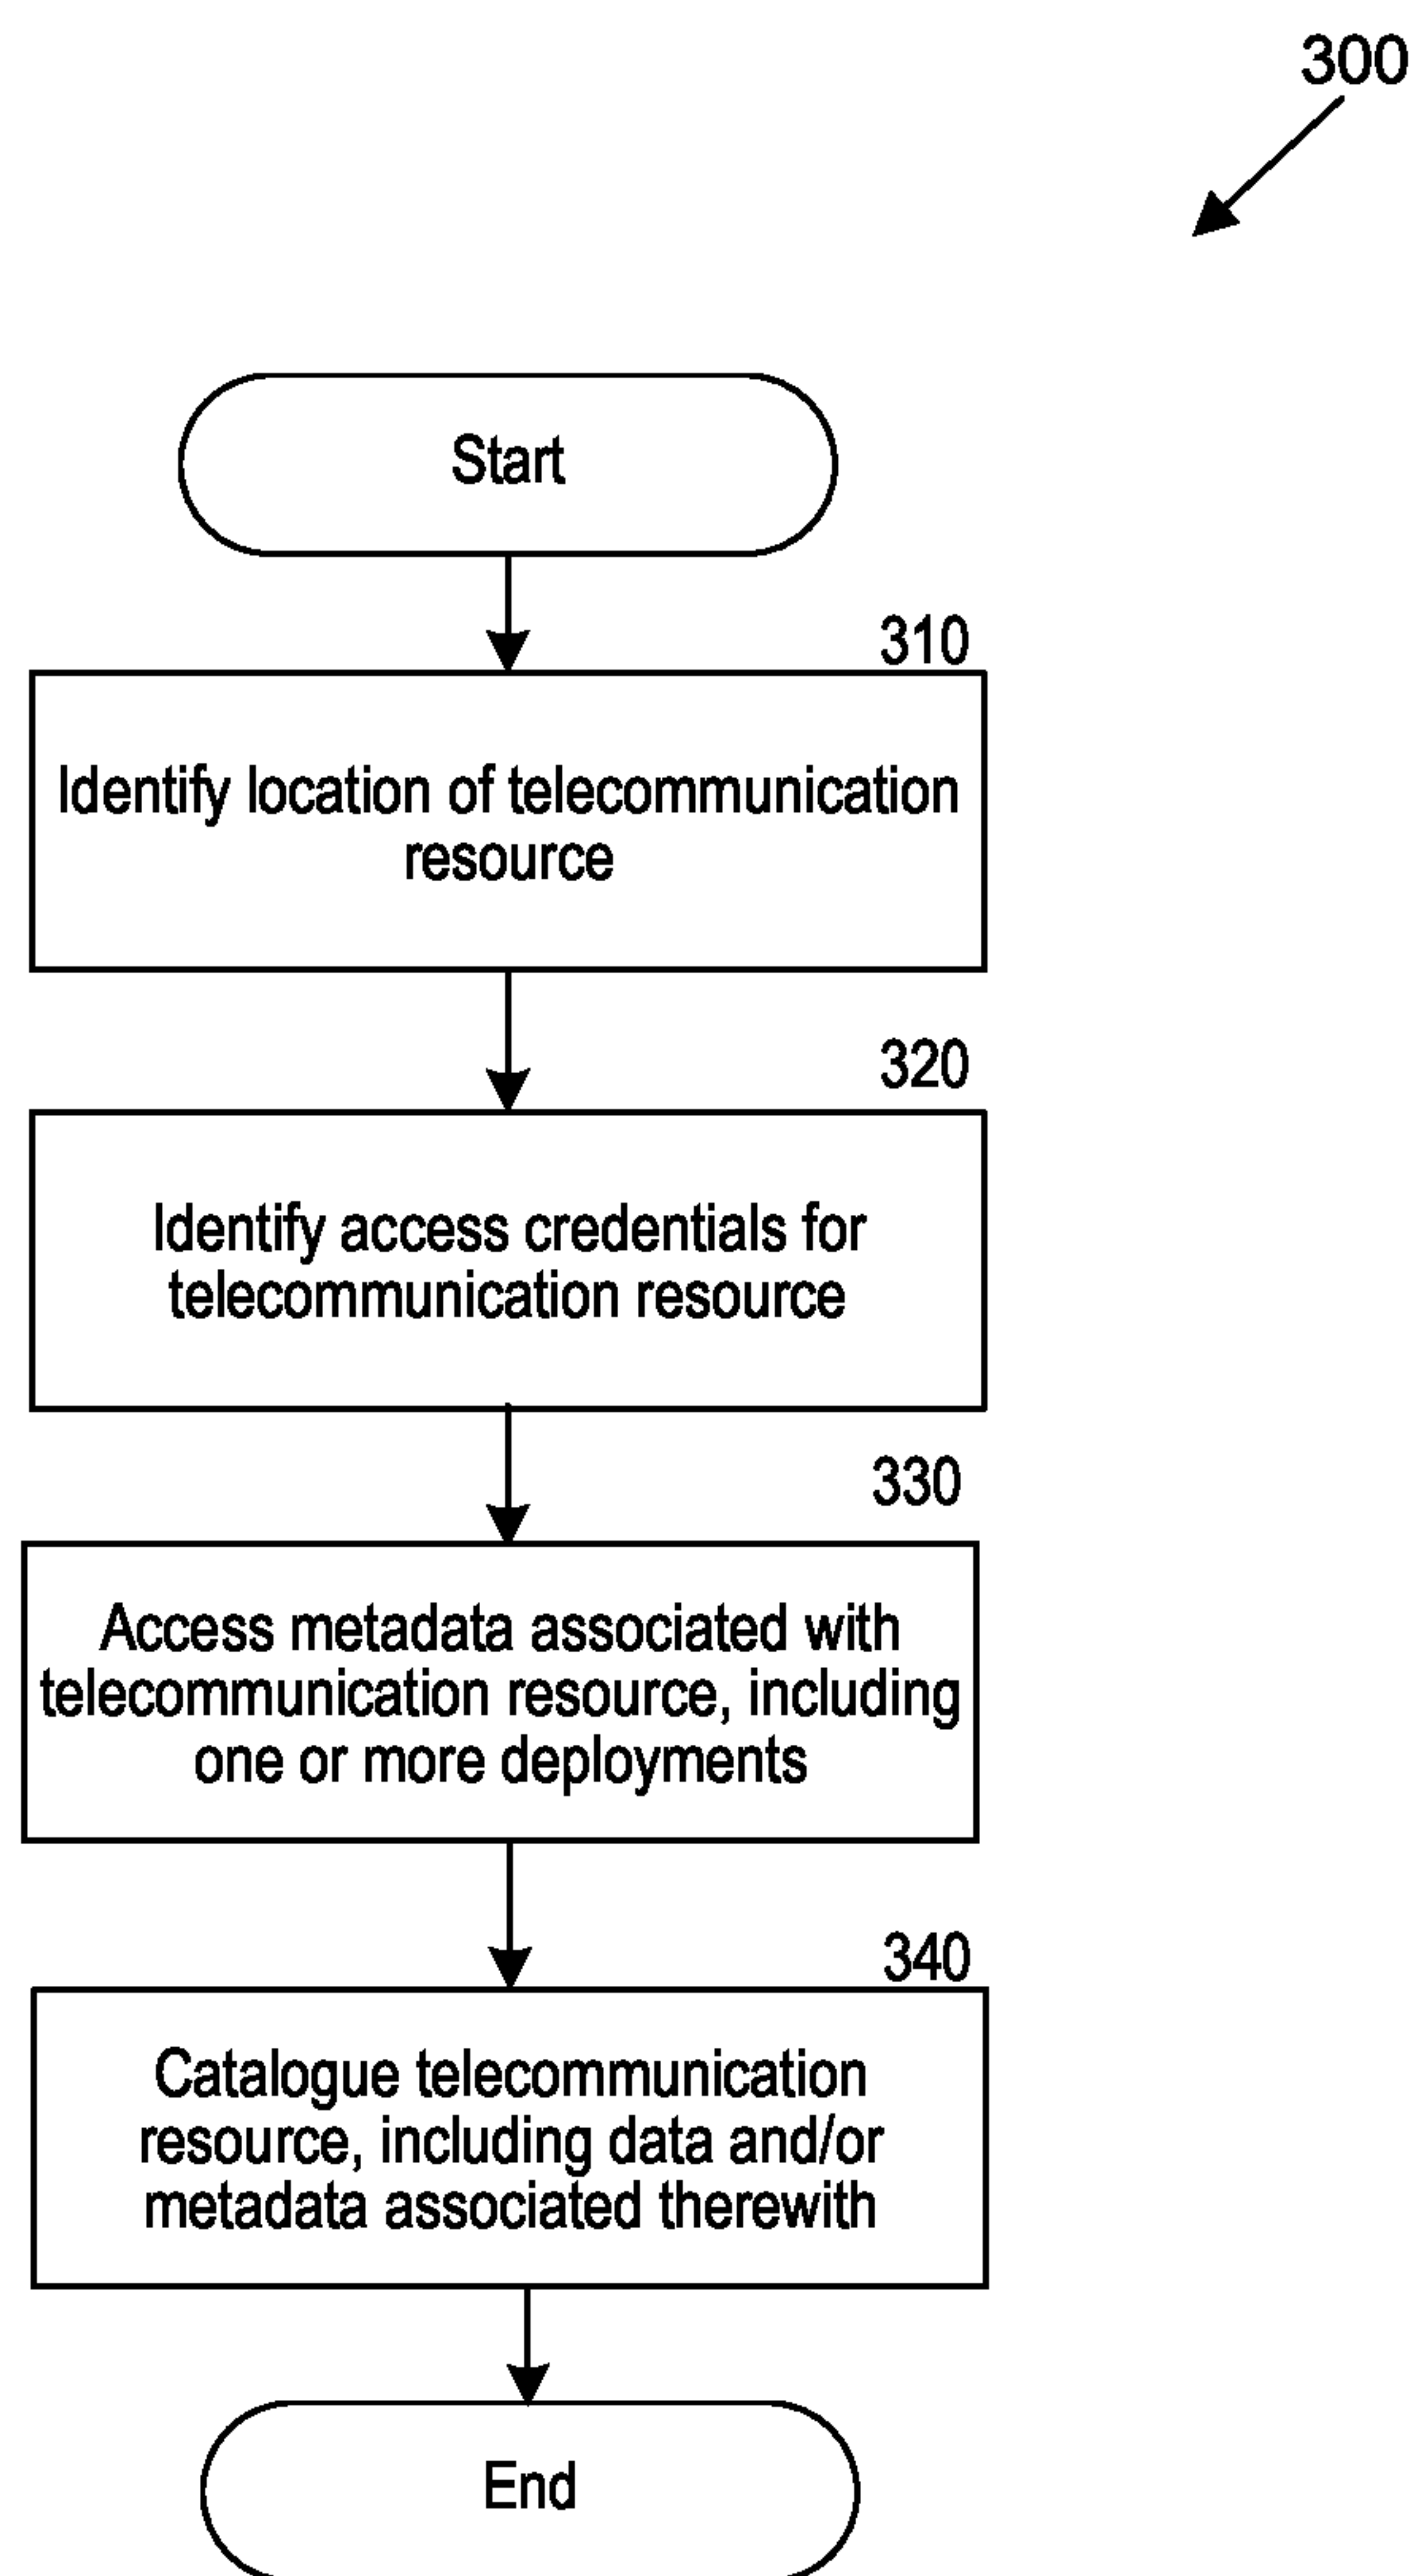 300
Start
310
Identify location of telecommunication
resource
320
Identify access credentials for
telecommunication resource
330
Access metadata associated with
telecommunication resource, including
one or more deployments
340
Catalogue telecommunication
resource, including data and/or
metadata associated therewith
End